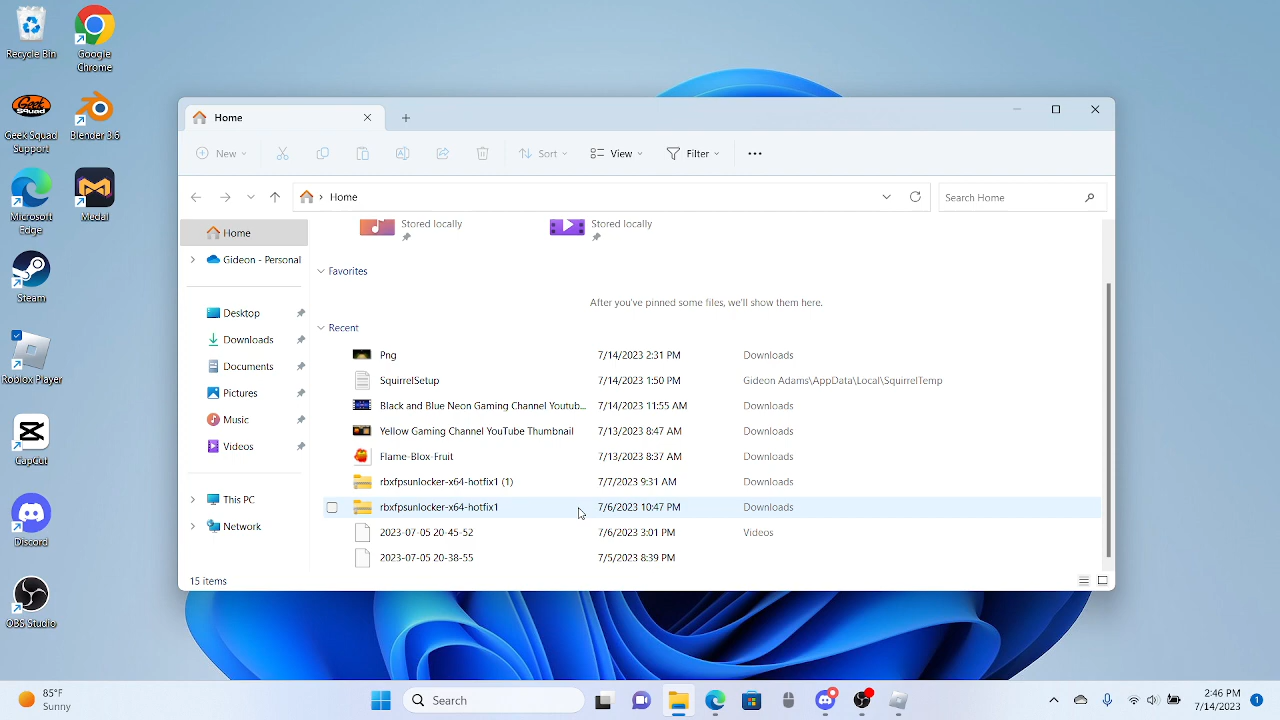 Recycle Bin
Google
Chrome
Geek Squad
Support
Blender 3.6
Microsoft
Edge
Medal
Steam
Roblox Player
CapCut
Discord
OBS Studio
Home
New
Sort
View
Filter
Home
Search Home
Home
Gideon - Personal
Desktop
Downloads
Documents
Pictures
Music
Videos
This PC
Network
Stored locally
Stored locally
Favorites
After you've pinned some files, we'll show them here.
Recent
Png 7/14/2023 2:31 PM Downloads
SquirrelSetup 7/14/2023 1:50 PM Gideon Adams\AppData\Local\SquirrelTemp
Black and Blue Neon Gaming Channel Youtub... 7/14/2023 11:55 AM Downloads
Yellow Gaming Channel YouTube Thumbnail 7/13/2023 8:47 AM Downloads
Flame-Blox-Fruit 7/13/2023 8:37 AM Downloads
rbxfpsunlocker-x64-hotfix1 (1) 7/7/2023 9:31 AM Downloads
rbxfpsunlocker-x64-hotfix1 7/6/2023 10:47 PM Downloads
2023-07-05 20-45-52 7/6/2023 3:01 PM Videos
2023-07-05 20-38-55 7/5/2023 8:39 PM
15 items
85°F
Sunny
Search
2:46 PM
7/14/2023
1